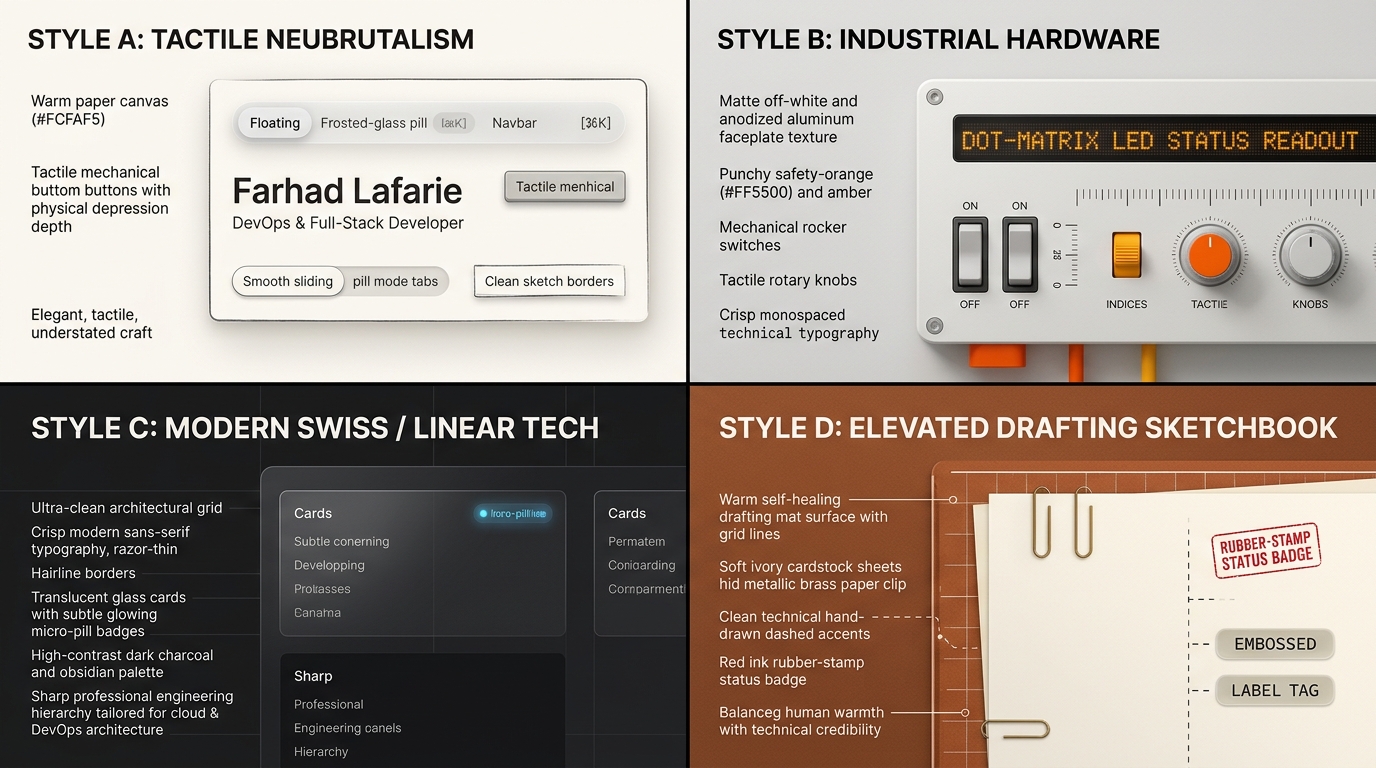 STYLE A: TACTILE NEUBRUTALISM
Warm paper canvas
(#FCFAF5)
Tactile mechanical
buttom buttons with
physical depression
depth
Elegant, tactile,
understated craft
Floating
Frosted-glass pill
Navbar
[36K]
Farhad Lafarie
Tactile menhical
DevOps & Full-Stack Developer
Smooth sliding
pill mode tabs
Clean sketch borders
STYLE B: INDUSTRIAL HARDWARE
Matte off-white and
anodized aluminum
faceplate texture
Punchy safety-orange
(#FF5500) and amber
Mechanical rocker
switches
Tactile rotary knobs
Crisp monospaced
technical typography
DOT-MATRIX LED STATUS READOUT
ON
ON
OFF
OFF
INDICES
TACTIE
KNOBS
STYLE C: MODERN SWISS / LINEAR TECH
Ultra-clean architectural grid
Crisp modern sans-serif
typography, razor-thin
Hairline borders
Translucent glass cards
with subtle glowing
micro-pill badges
High-contrast dark charcoal
and obsidian palette
Sharp professional engineering
hierarchy tailored for cloud &
DevOps architecture
Cards
Subtle conerning
Developping
Prolrasses
Canama
Cards
Permatem
Conıoarding
Comparmenti
Sharp
Professional
Engineering canels
Hierarchy
STYLE D: ELEVATED DRAFTING SKETCHBOOK
Warm self-healing
drafting mat surface with
grid lines
Soft ivory cardstock sheets
hid metallic brass paper clip
Clean technical hand-
drawn dashed accents
Red ink rubber-stamp
status badge
Balanceg human warmth
with technical credibility
RUBBER-STAMP
STATUS BADGE
EMBOSSED
LABEL TAG